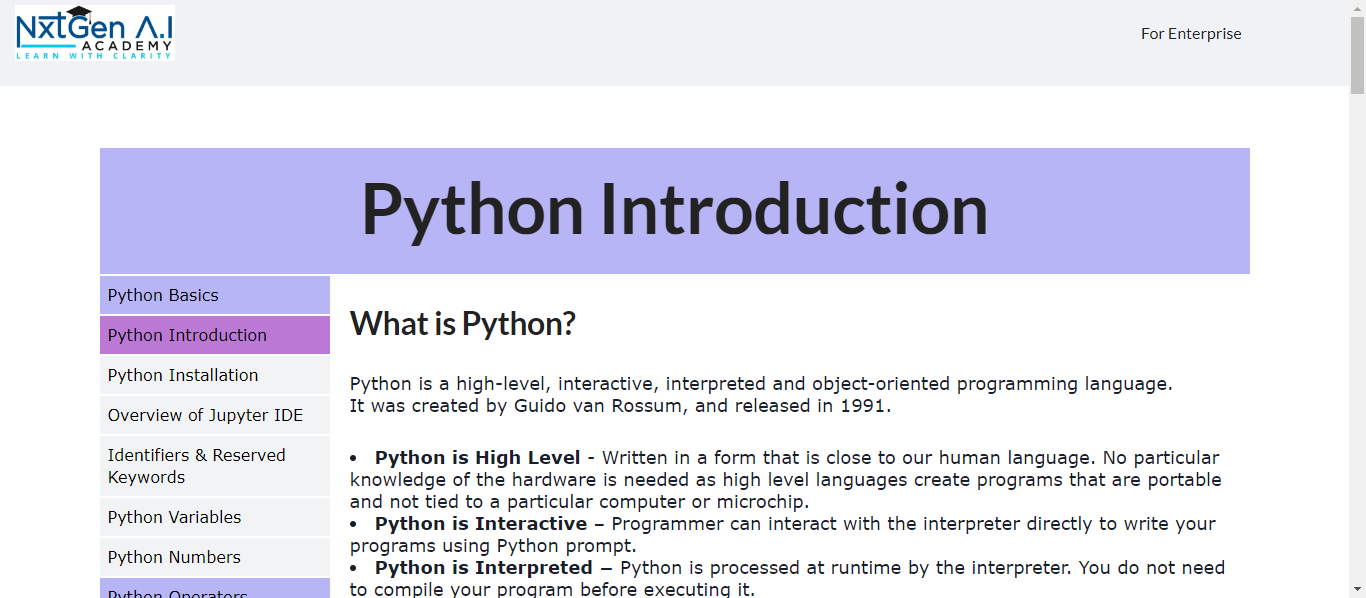 NxtGen A.I
ACADEMY
LEARN WITH CLARITY
For Enterprise
Python Introduction
Python Basics
Python Introduction
Python Installation
Overview of Jupyter IDE
Identifiers & Reserved
Keywords
Python Variables
Python Numbers
Python Operators
What is Python?
Python is a high-level, interactive, interpreted and object-oriented programming language.
It was created by Guido van Rossum, and released in 1991.
• Python is High Level - Written in a form that is close to our human language. No particular
knowledge of the hardware is needed as high level languages create programs that are portable
and not tied to a particular computer or microchip.
• Python is Interactive – Programmer can interact with the interpreter directly to write your
programs using Python prompt.
• Python is Interpreted – Python is processed at runtime by the interpreter. You do not need
to compile your program before executing it.